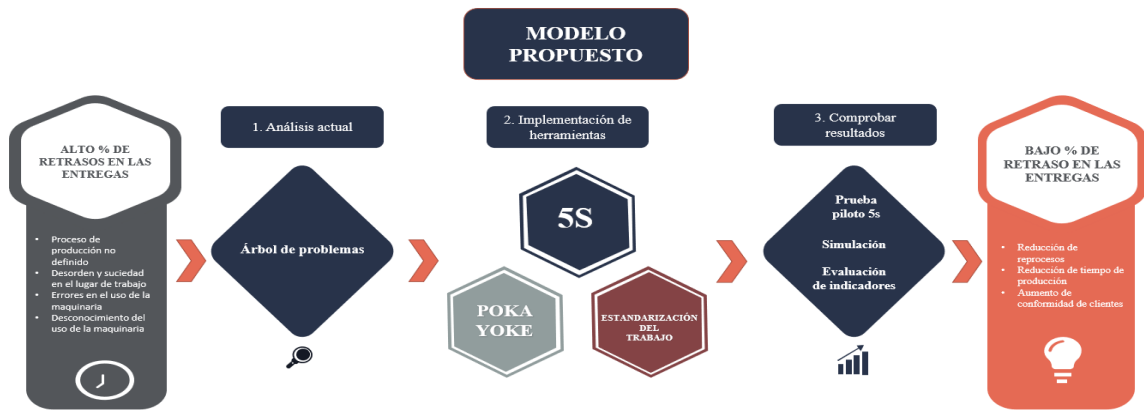 MODELO
PROPUESTO
ALTO % DE
RETRASOS EN LAS
ENTREGAS
• Proceso de
producción no
definido
• Desorden y suciedad
en el lugar de trabajo
• Errores en el uso de la
maquinaria
• Desconocimiento del
uso de la maquinaria
1. Análisis actual
Árbol de problemas
2. Implementación de
herramientas
5S
POKA
YOKE
ESTANDARIZACIÓN
DEL
TRABAJO
3. Comprobar
resultados
Prueba
piloto 5s
Simulación
Evaluación
de indicadores
BAJO % DE
RETRASO EN LAS
ENTREGAS
• Reducción de
reprocesos
• Reducción de tiempo de
producción
• Aumento de
conformidad de clientes